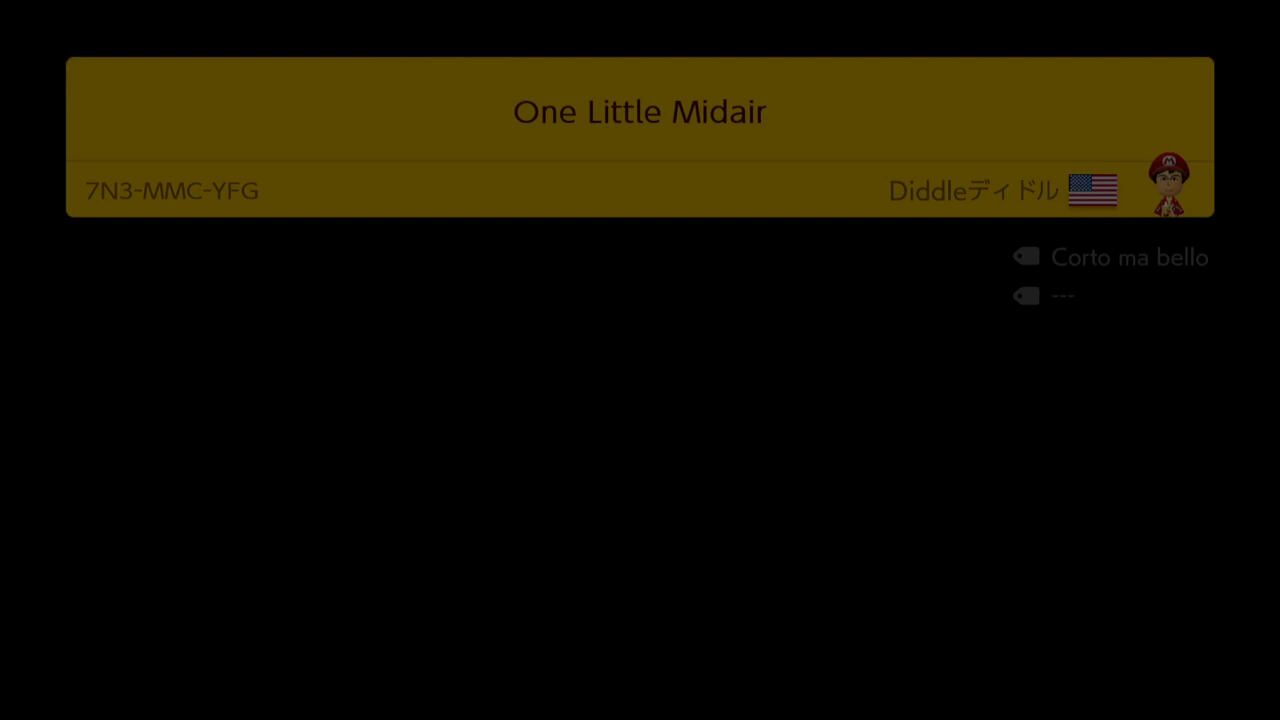 One Little Midair
7N3-MMC-YFG
Diddleディドル
Corto ma bello
---